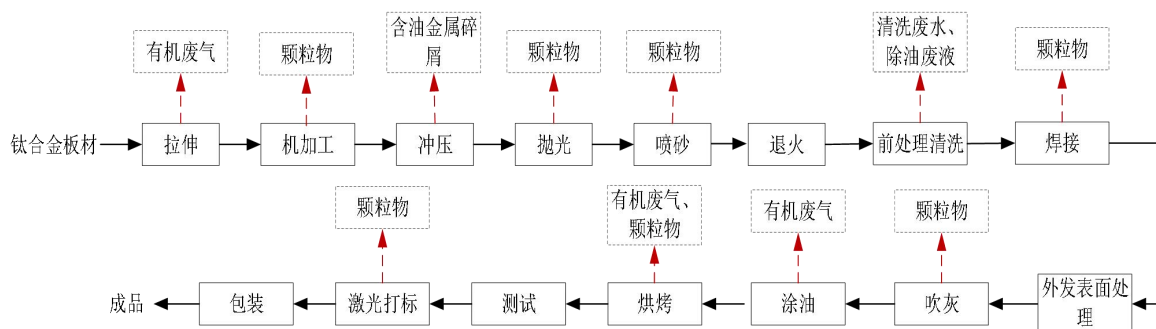 有机废气
颗粒物
含油金属碎
屑
颗粒物
颗粒物
清洗废水、
除油废液
颗粒物
钛合金板材
拉伸
机加工
冲压
抛光
喷砂
退火
前处理清洗
焊接
颗粒物
有机废气、
颗粒物
有机废气
颗粒物
成品
包装
激光打标
测试
烘烤
涂油
吹灰
外发表面处
理